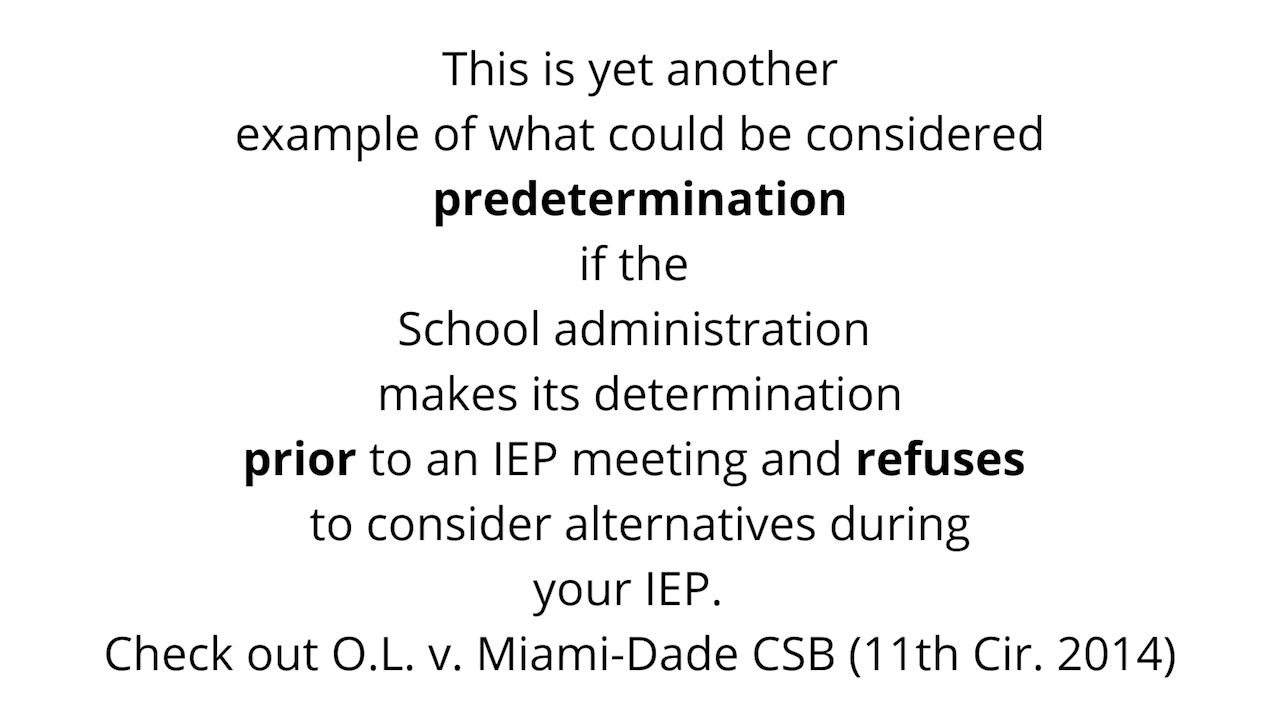 This is yet another
example of what could be considered
predetermination
if the
School administration
makes its determination
prior to an IEP meeting and refuses
to consider alternatives during
your IEP.
Check out O.L. v. Miami-Dade CSB (11th Cir. 2014)